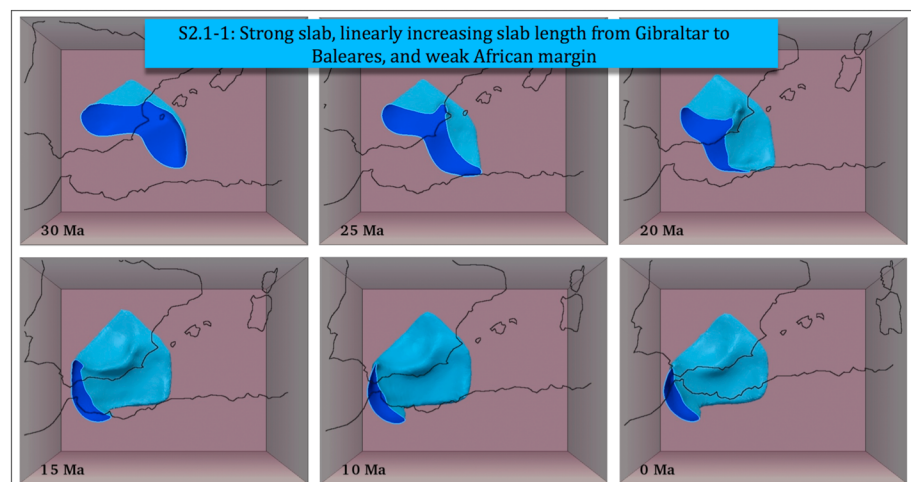 S2.1-1: Strong slab, linearly increasing slab length from Gibraltar to
Baleares, and weak African margin
30 Ma
25 Ma
20 Ma
15 Ma
10 Ma
0 Ma